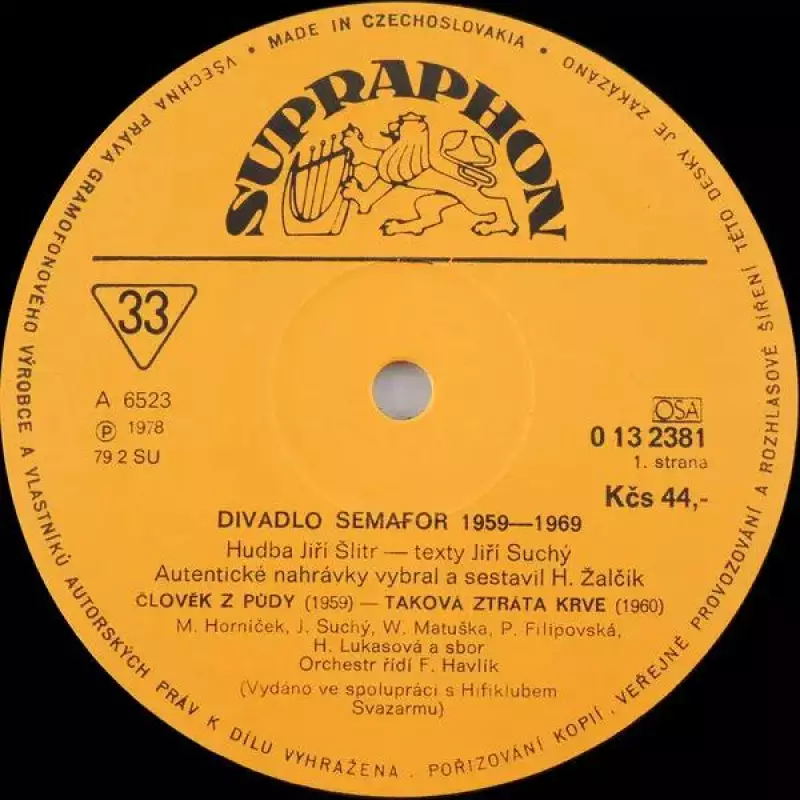 • MADE IN CZECHOSLOVAKIA •
VŠECHNA PRÁVA GRAMOFONOVÉHO VÝROBCE A VLASTNÍKŮ AUTORSKÝCH PRÁV K DÍLU VYHRAŽENA . POŘIZOVÁNÍ KOPIÍ . VEŘEJNÉ PROVOZOVÁNÍ A ROZHLASOVÉ ŠÍŘENÍ TÉTO DESKY JE ZAKÁZÁNO
SUPRAPHON
33
A 6523
Ⓟ 1978
79 2 SU
OSA
0 13 2381
1. strana
Kčs 44,-
DIVADLO SEMAFOR 1959—1969
Hudba Jiří Šlitr — texty Jiří Suchý
Autentické nahrávky vybral a sestavil H. Žalčík
ČLOVĚK Z PŮDY (1959) — TAKOVÁ ZTRÁTA KRVE (1960)
M. Horníček, J. Suchý, W. Matuška, P. Filipovská,
H. Lukasová a sbor
Orchestr řídí F. Havlík
(Vydáno ve spolupráci s Hifiklubem
Svazarmu)